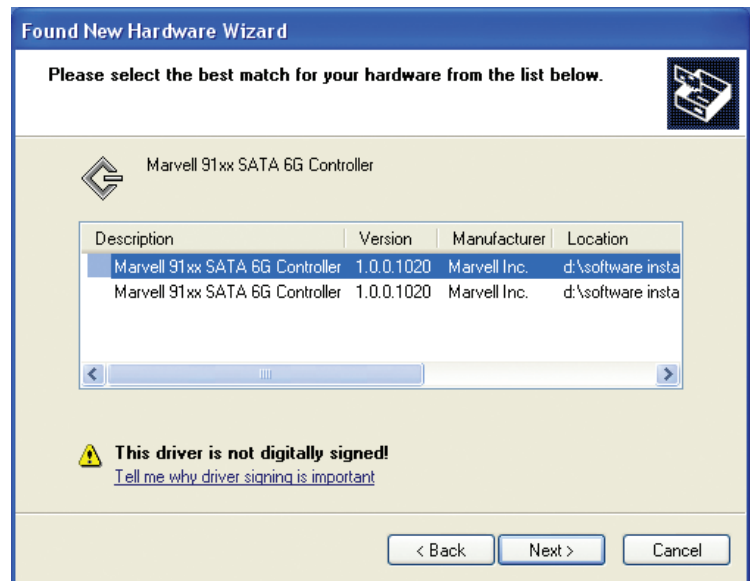 Found New Hardware Wizard
Please select the best match for your hardware from the list below.
Marvell 91xx SATA 6G Controller
Description Version Manufacturer Location
Marvell 91xx SATA 6G Controller 1.0.0.1020 Marvell Inc. d:\software insta
Marvell 91xx SATA 6G Controller 1.0.0.1020 Marvell Inc. d:\software insta
This driver is not digitally signed!
Tell me why driver signing is important
< Back Next > Cancel